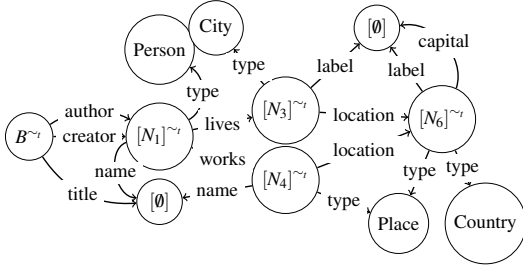 City
[∅]
Person
capital
type
type
label
label
author
[N₃]^∼ₜ
[N₁]^∼ₜ
lives
location
[N₆]^∼ₜ
B^∼ₜ
creator
works
location
name
type
type
[N₄]^∼ₜ
title
name
type
[∅]
Place
Country